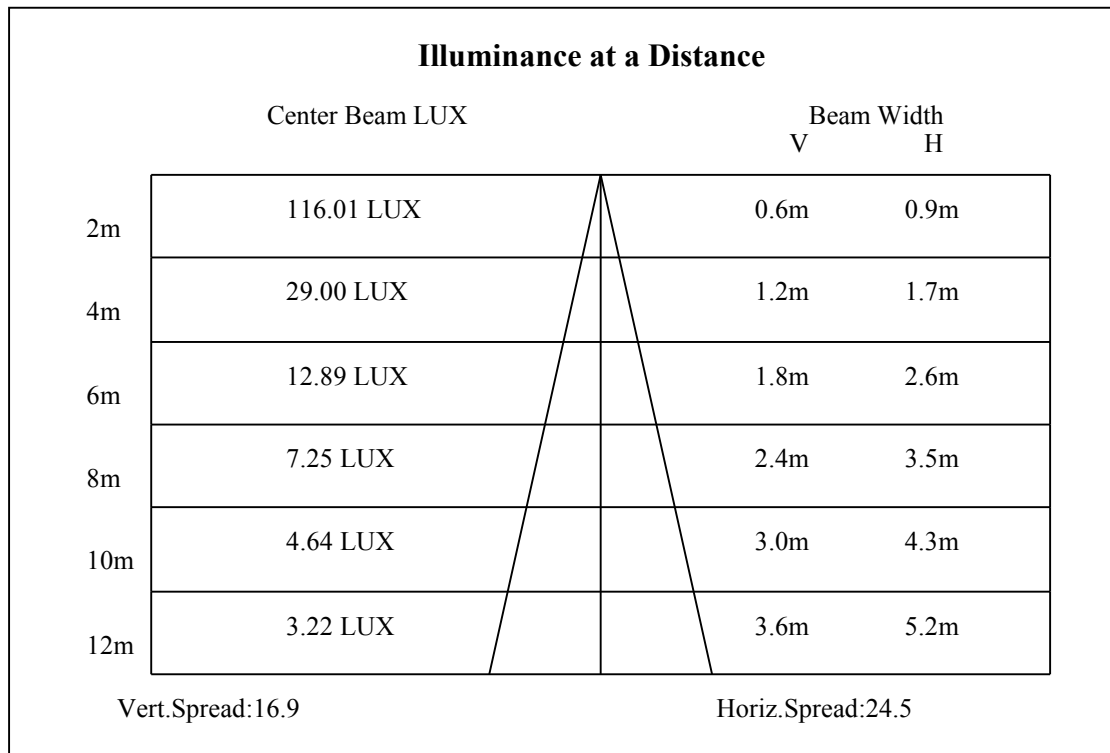 Illuminance at a Distance
Center Beam LUX Beam Width
V H
2m 116.01 LUX 0.6m 0.9m
4m 29.00 LUX 1.2m 1.7m
6m 12.89 LUX 1.8m 2.6m
8m 7.25 LUX 2.4m 3.5m
10m 4.64 LUX 3.0m 4.3m
12m 3.22 LUX 3.6m 5.2m
Vert.Spread:16.9 Horiz.Spread:24.5